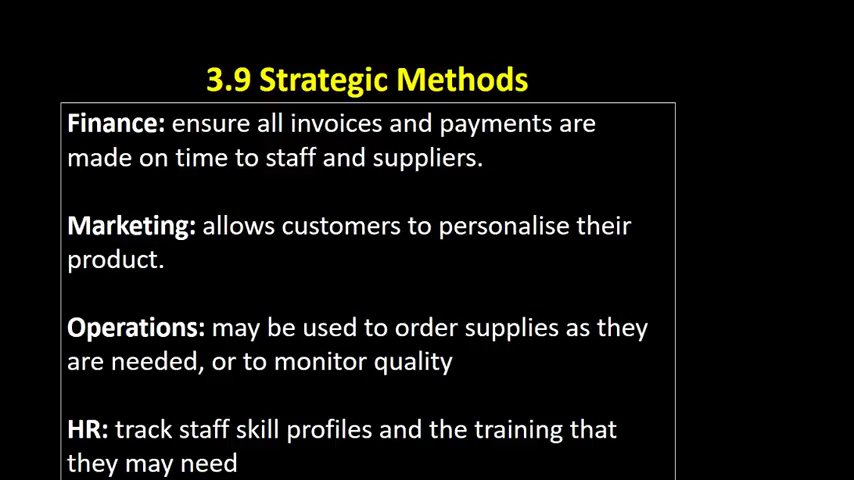 3.9 Strategic Methods
Finance: ensure all invoices and payments are
made on time to staff and suppliers.
Marketing: allows customers to personalise their
product.
Operations: may be used to order supplies as they
are needed, or to monitor quality
HR: track staff skill profiles and the training that
they may need